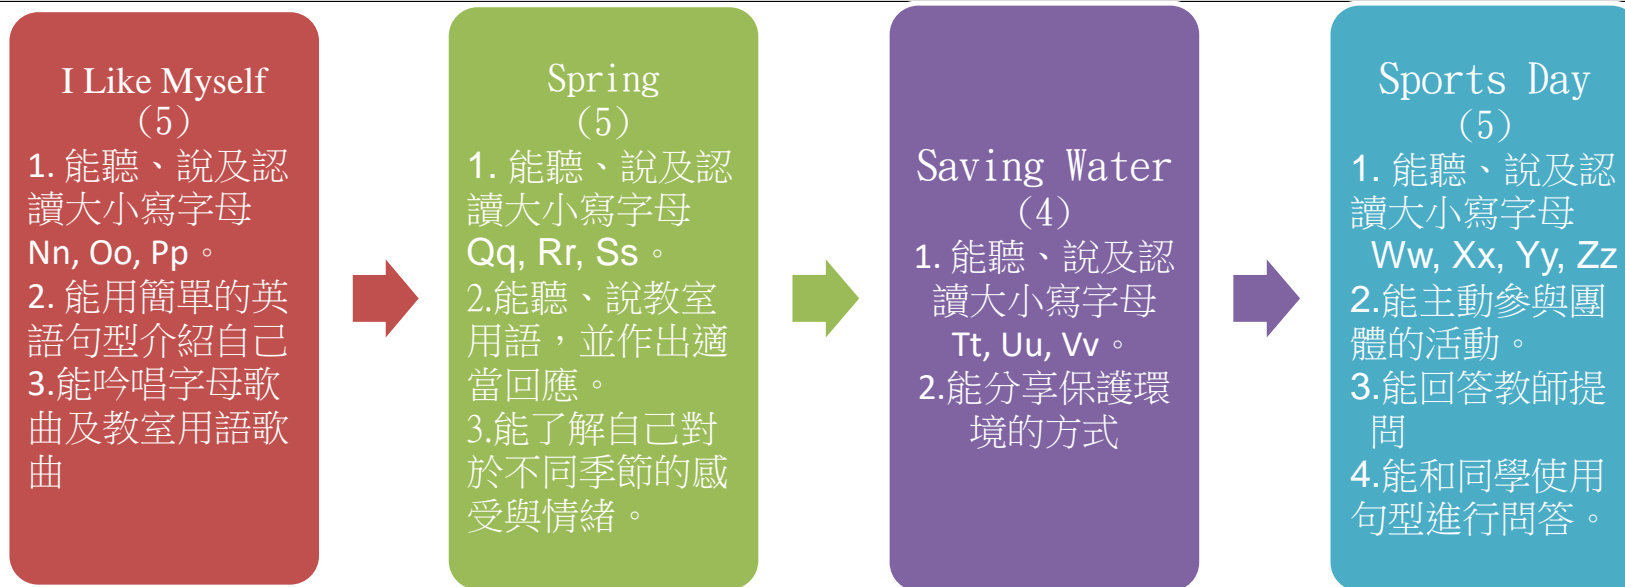 I Like Myself
(5)
1. 能聽、說及認
讀大小寫字母
Nn, Oo, Pp。
2. 能用簡單的英
語句型介紹自己
3.能吟唱字母歌
曲及教室用語歌
曲
Spring
(5)
1. 能聽、說及認
讀大小寫字母
Qq, Rr, Ss。
2.能聽、說教室
用語，並作出適
當回應。
3.能了解自己對
於不同季節的感
受與情緒。
Saving Water
(4)
1. 能聽、說及認
讀大小寫字母
Tt, Uu, Vv。
2.能分享保護環
境的方式
Sports Day
(5)
1. 能聽、說及認
讀大小寫字母
Ww, Xx, Yy, Zz
2.能主動參與團
體的活動。
3.能回答教師提
問
4.能和同學使用
句型進行問答。